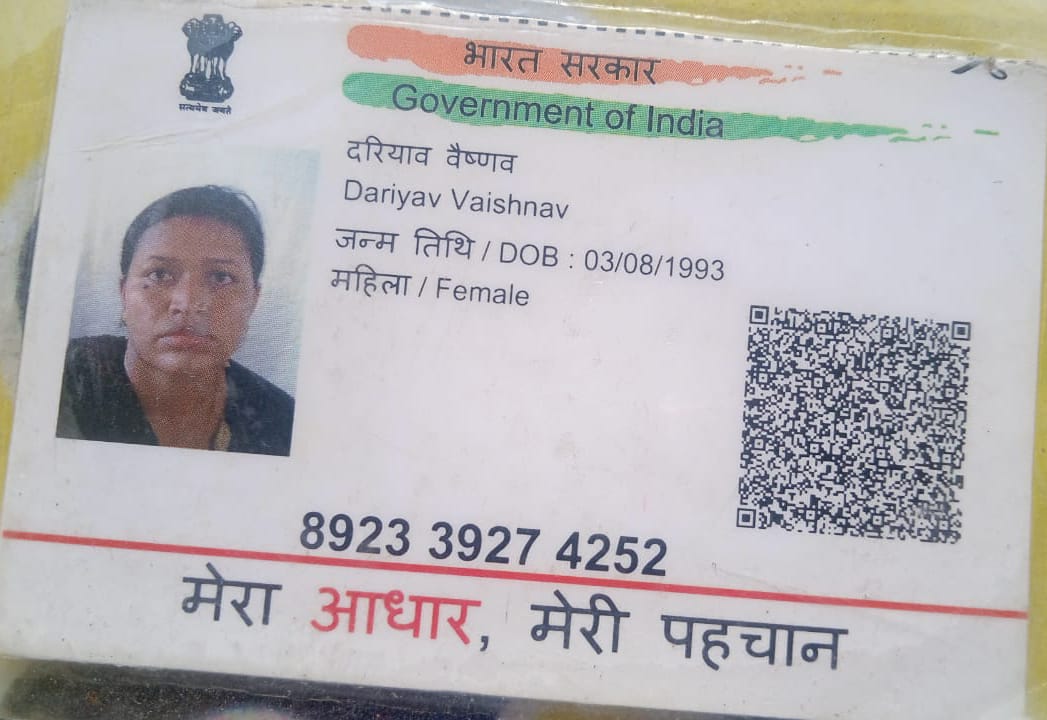 सत्यमेव जयते
भारत सरकार
Government of India
दरियाव वैष्णव
Dariyav Vaishnav
जन्म तिथि / DOB : 03/08/1993
महिला / Female
8923 3927 4252
मेरा आधार, मेरी पहचान